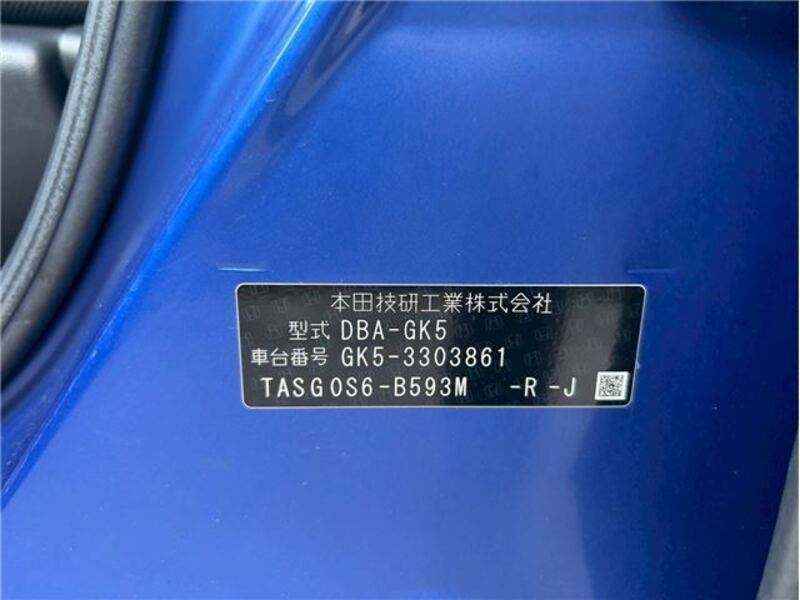 本田技研工業株式会社
型式 DBA-GK5
車台番号 GK5-3303861
TASG0S6-B593M -R -J